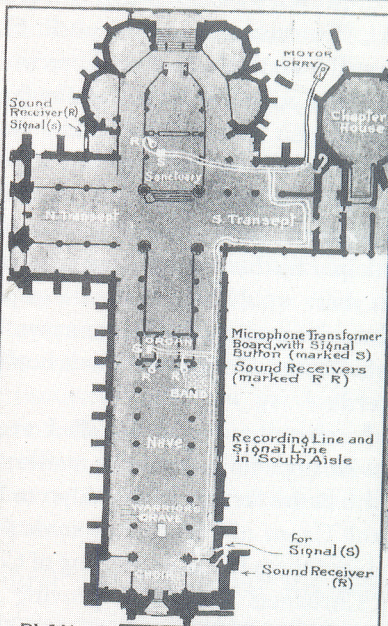 MOTOR
LORRY
Sound
Receiver (R)
Signal (S)
Chapter
House
R
Sanctuary
N. Transept
S. Transept
ORGAN
S
R
R
BAND
Microphone Transformer
Board, with Signal
Button (marked S)
Sound Receivers
(marked R R)
Nave
Recording Line and
Signal Line
in South Aisle
WARRIORS
GRAVE
for
Signal (S)
Sound Receiver
(R)